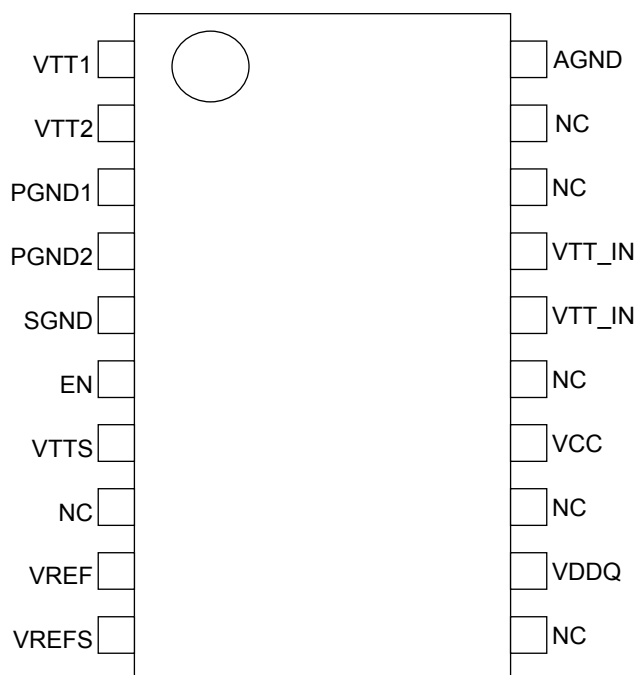 VTT1 AGND
VTT2 NC
PGND1 NC
PGND2 VTT_IN
SGND VTT_IN
EN NC
VTTS VCC
NC NC
VREF VDDQ
VREFS NC